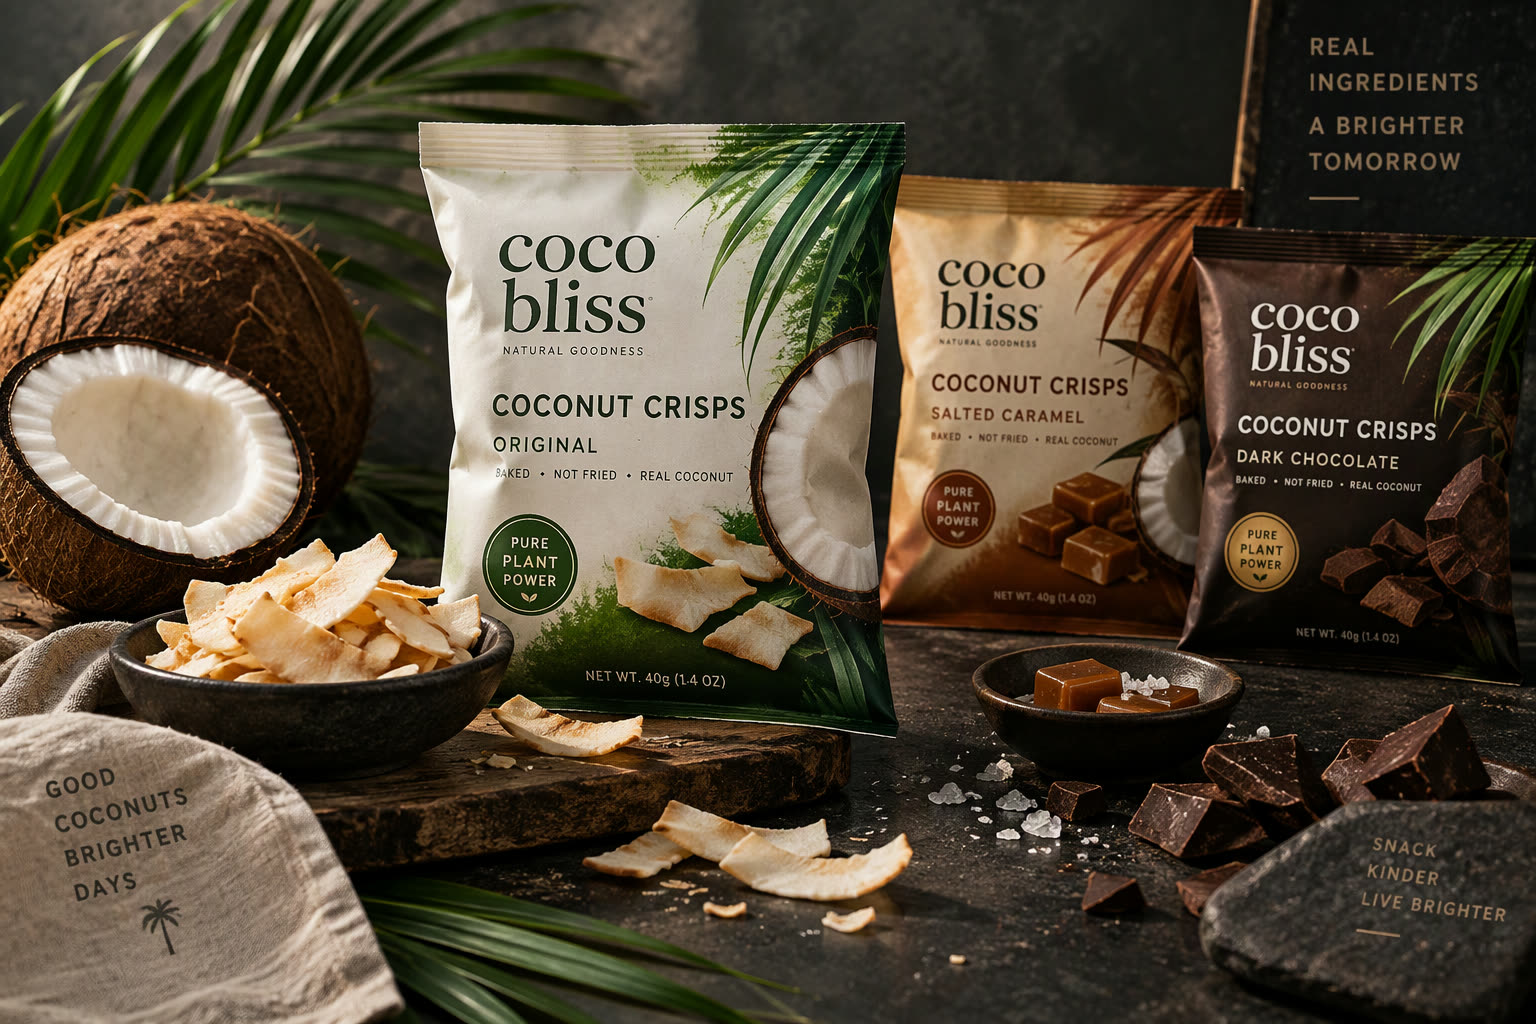 REAL
INGREDIENTS
A BRIGHTER
TOMORROW
coco
bliss
NATURAL GOODNESS
COCONUT CRISPS
ORIGINAL
BAKED • NOT FRIED • REAL COCONUT
PURE
PLANT
POWER
NET WT. 40g (1.4 OZ)
coco
bliss
NATURAL GOODNESS
COCONUT CRISPS
SALTED CARAMEL
BAKED • NOT FRIED • REAL COCONUT
PURE
PLANT
POWER
NET WT. 40g (1.4 OZ)
coco
bliss
NATURAL GOODNESS
COCONUT CRISPS
DARK CHOCOLATE
BAKED • NOT FRIED • REAL COCONUT
PURE
PLANT
POWER
NET WT. 40g (1.4 OZ)
GOOD
COCONUTS
BRIGHTER
DAYS
SNACK
KINDER
LIVE BRIGHTER